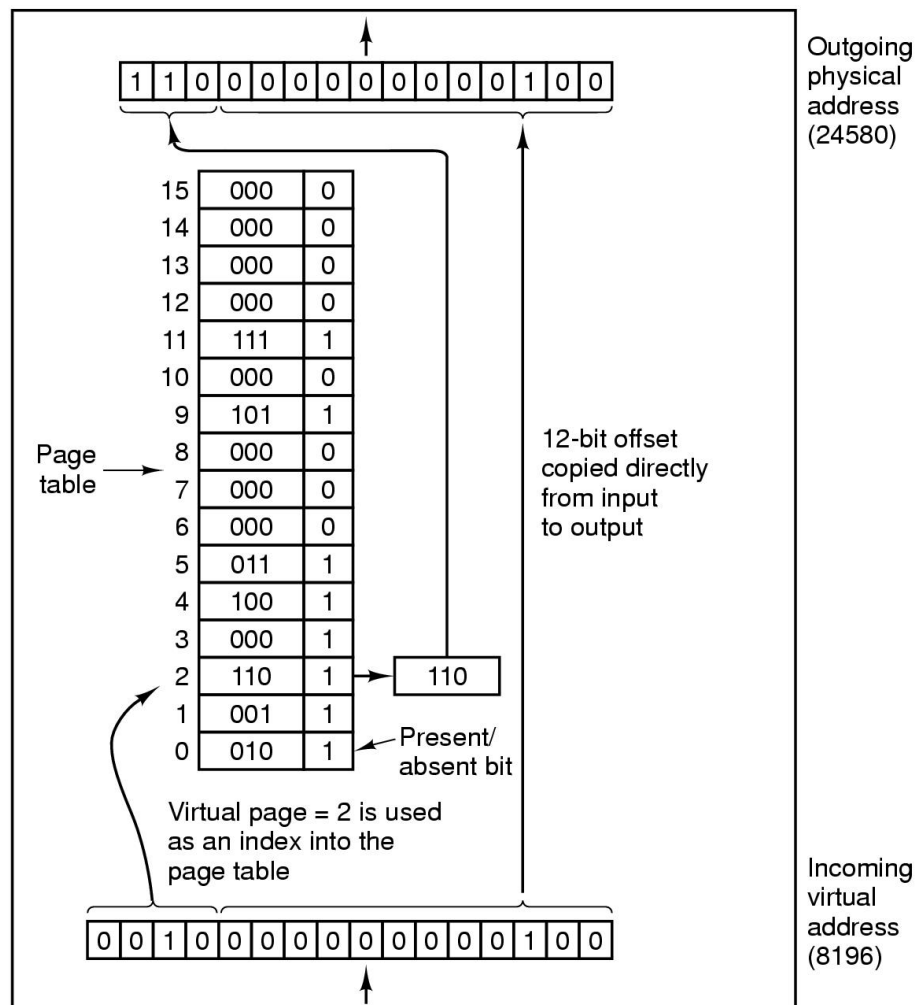 Outgoing
physical
address
(24580)
1 1 0 0 0 0 0 0 0 0 0 0 1 0 0
15 000 0
14 000 0
13 000 0
12 000 0
11 111 1
10 000 0
9 101 1
8 000 0
7 000 0
6 000 0
5 011 1
4 100 1
3 000 1
2 110 1 110
1 001 1
0 010 1
Page
table
12-bit offset
copied directly
from input
to output
Present/
absent bit
Virtual page = 2 is used
as an index into the
page table
0 0 1 0 0 0 0 0 0 0 0 0 0 1 0 0
Incoming
virtual
address
(8196)